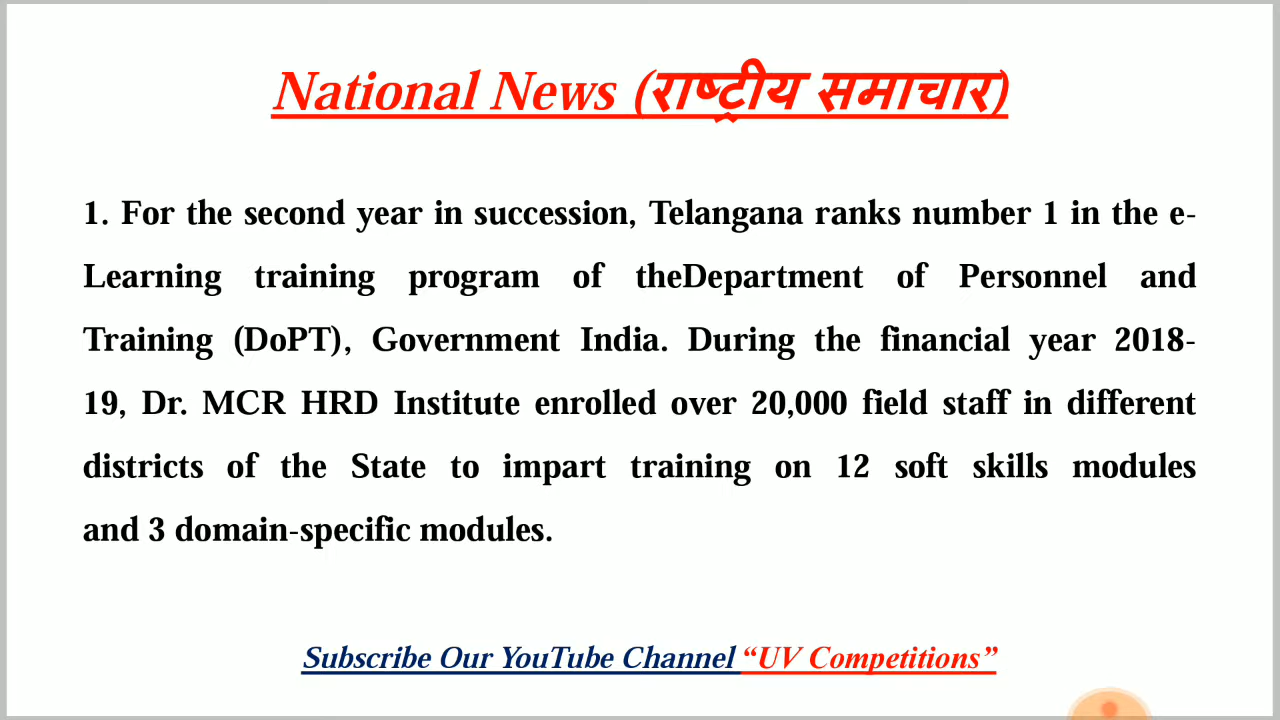 National News (राष्ट्रीय समाचार)
1. For the second year in succession, Telangana ranks number 1 in the e-
Learning training program of theDepartment of Personnel and
Training (DoPT), Government India. During the financial year 2018-
19, Dr. MCR HRD Institute enrolled over 20,000 field staff in different
districts of the State to impart training on 12 soft skills modules
and 3 domain-specific modules.
Subscribe Our YouTube Channel “UV Competitions”